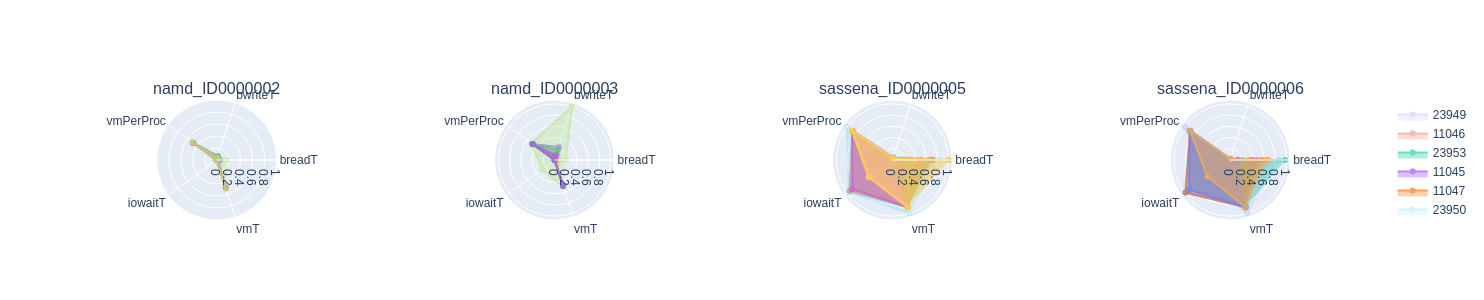 namd_ID0000002
bwriteT
vmPerProc
breadT
iowaitT
vmT
0
0.2
0.4
0.6
0.8
1
namd_ID0000003
bwriteT
vmPerProc
breadT
iowaitT
vmT
0
0.2
0.4
0.6
0.8
1
sassena_ID0000005
bwriteT
vmPerProc
breadT
iowaitT
vmT
0
0.2
0.4
0.6
0.8
1
sassena_ID0000006
bwriteT
vmPerProc
breadT
iowaitT
vmT
0
0.2
0.4
0.6
0.8
1
23949
11046
23953
11045
11047
23950